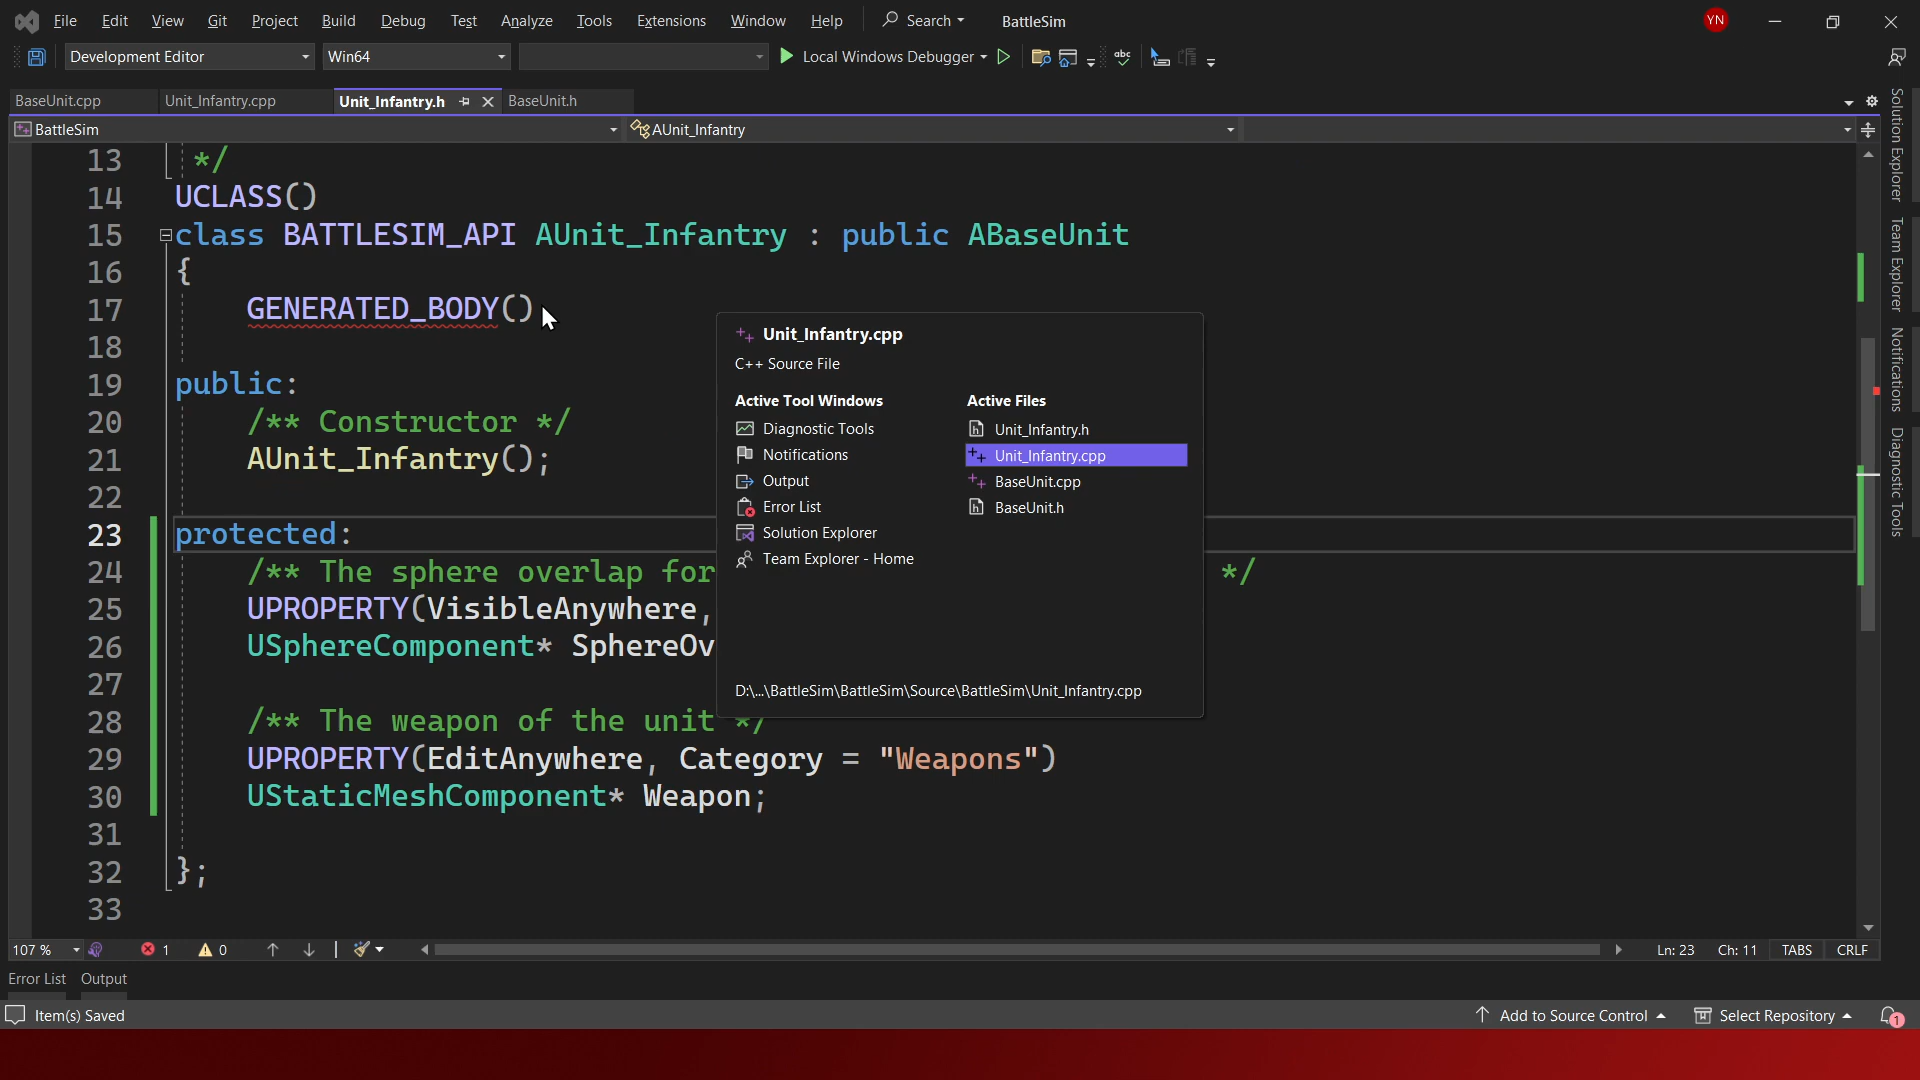 File Edit View Git Project Build Debug Test Analyze Tools Extensions Window Help Search BattleSim YN
Development Editor Win64 Local Windows Debugger abc
BaseUnit.cpp Unit_Infantry.cpp Unit_Infantry.h BaseUnit.h
BattleSim AUnit_Infantry
13 */
14 UCLASS()
15 class BATTLESIM_API AUnit_Infantry : public ABaseUnit
16 {
17 GENERATED_BODY()
18
19 public:
20 /** Constructor */
21 AUnit_Infantry();
22
23 protected:
24 /** The sphere overlap for */
25 UPROPERTY(VisibleAnywhere,
26 USphereComponent* SphereOv
27
28 /** The weapon of the unit */
29 UPROPERTY(EditAnywhere, Category = "Weapons")
30 UStaticMeshComponent* Weapon;
31
32 };
33
Unit_Infantry.cpp
C++ Source File
Active Tool Windows
Diagnostic Tools
Notifications
Output
Error List
Solution Explorer
Team Explorer - Home
Active Files
Unit_Infantry.h
Unit_Infantry.cpp
BaseUnit.cpp
BaseUnit.h
D:\...\BattleSim\BattleSim\Source\BattleSim\Unit_Infantry.cpp
Solution Explorer
Team Explorer
Notifications
Diagnostic Tools
107 % 1 0 Ln: 23 Ch: 11 TABS CRLF
Error List Output
Item(s) Saved Add to Source Control Select Repository 1